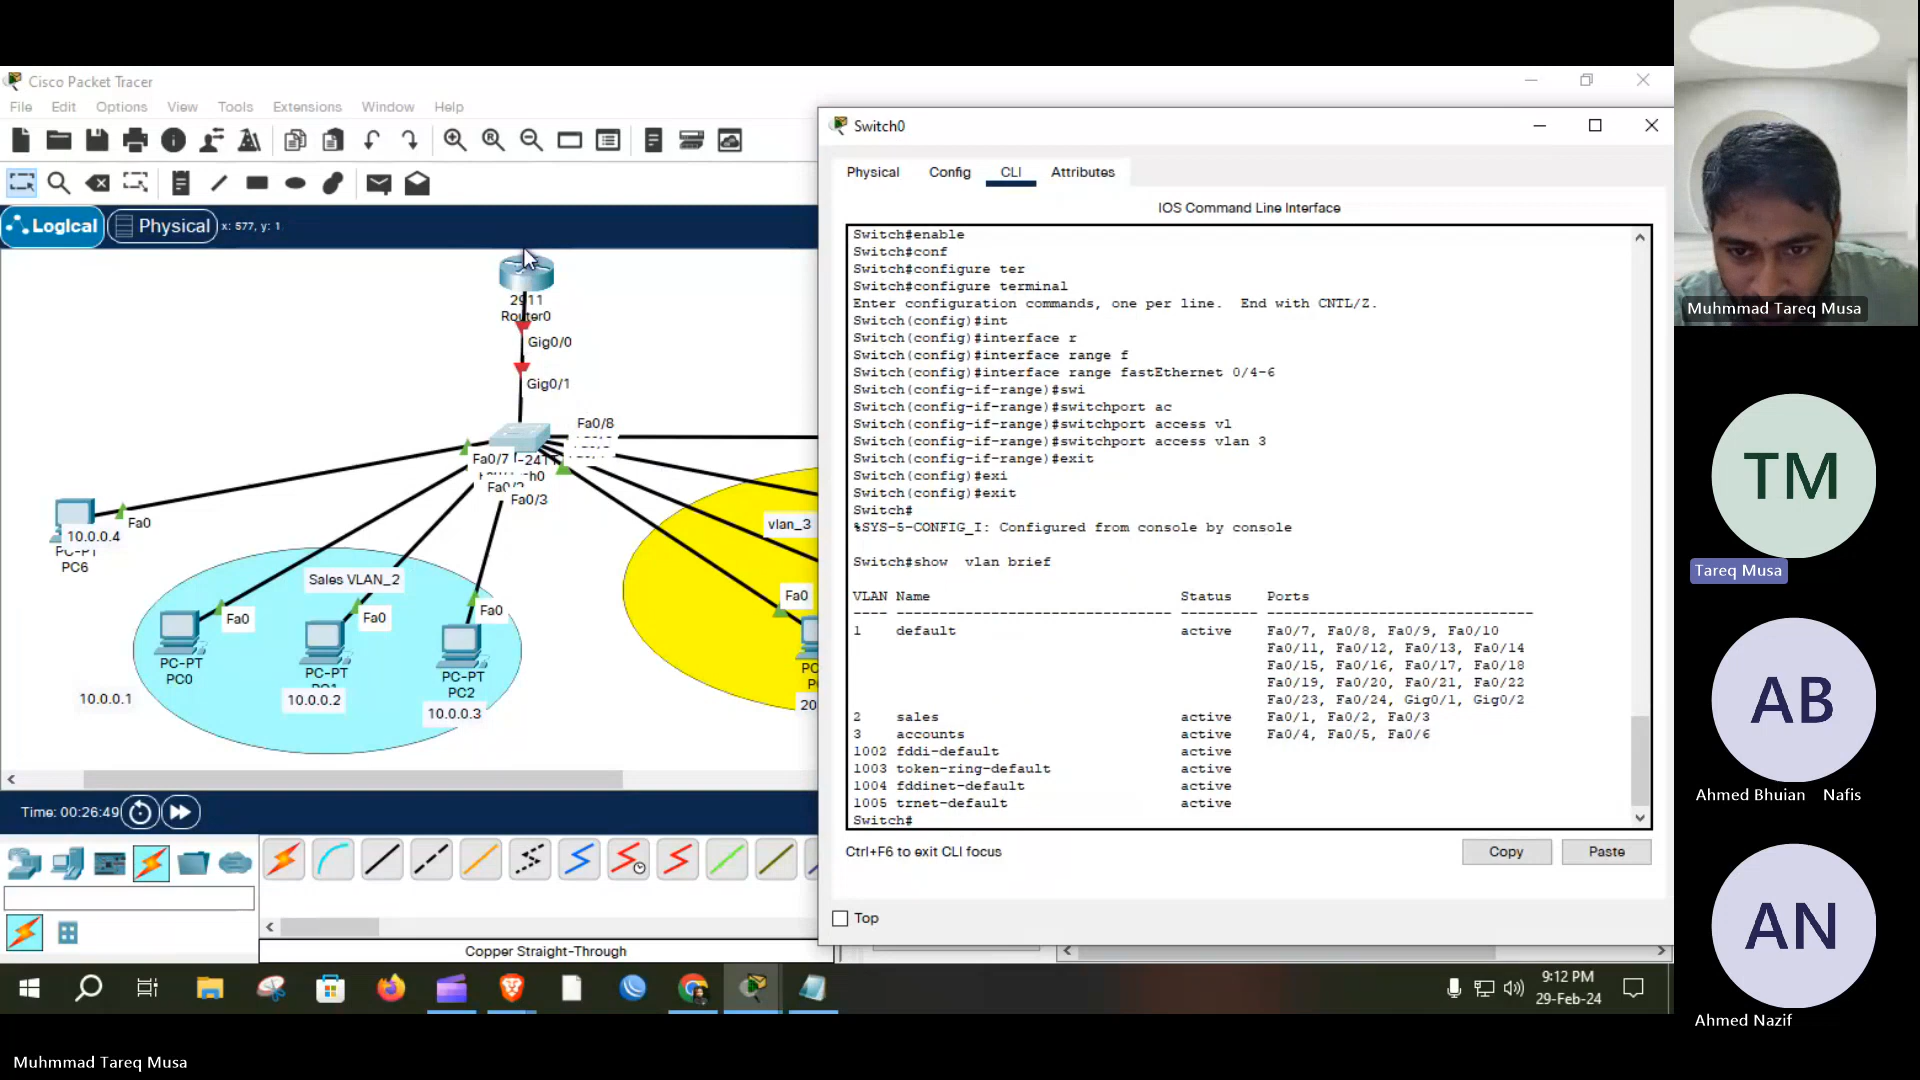 Cisco Packet Tracer
File Edit Options View Tools Extensions Window Help
Logical Physical x: 577, y: 1
2911
Router0
Gig0/0
Gig0/1
Fa0/8
Fa0/7
Fa0/3
Fa0
10.0.0.4
PC6
Sales VLAN_2
Fa0
Fa0
Fa0
PC-PT
PC0
PC-PT
PC-PT
PC2
10.0.0.1
10.0.0.2
10.0.0.3
vlan_3
Fa0
20
Time: 00:26:49
Copper Straight-Through
Switch0
Physical Config CLI Attributes
IOS Command Line Interface
Switch#enable
Switch#conf
Switch#configure ter
Switch#configure terminal
Enter configuration commands, one per line. End with CNTL/Z.
Switch(config)#int
Switch(config)#interface r
Switch(config)#interface range f
Switch(config)#interface range fastEthernet 0/4-6
Switch(config-if-range)#swi
Switch(config-if-range)#switchport ac
Switch(config-if-range)#switchport access vl
Switch(config-if-range)#switchport access vlan 3
Switch(config-if-range)#exit
Switch(config)#exi
Switch(config)#exit
Switch#
%SYS-5-CONFIG_I: Configured from console by console
Switch#show vlan brief
VLAN Name Status Ports
---- -------------------------------- --------- -------------------------------
1 default active Fa0/7, Fa0/8, Fa0/9, Fa0/10
Fa0/11, Fa0/12, Fa0/13, Fa0/14
Fa0/15, Fa0/16, Fa0/17, Fa0/18
Fa0/19, Fa0/20, Fa0/21, Fa0/22
Fa0/23, Fa0/24, Gig0/1, Gig0/2
2 sales active Fa0/1, Fa0/2, Fa0/3
3 accounts active Fa0/4, Fa0/5, Fa0/6
1002 fddi-default active
1003 token-ring-default active
1004 fddinet-default active
1005 trnet-default active
Switch#
Ctrl+F6 to exit CLI focus
Copy Paste
Top
9:12 PM
29-Feb-24
Muhmmad Tareq Musa
TM
Tareq Musa
AB
Ahmed Bhuian Nafis
AN
Ahmed Nazif
Muhmmad Tareq Musa